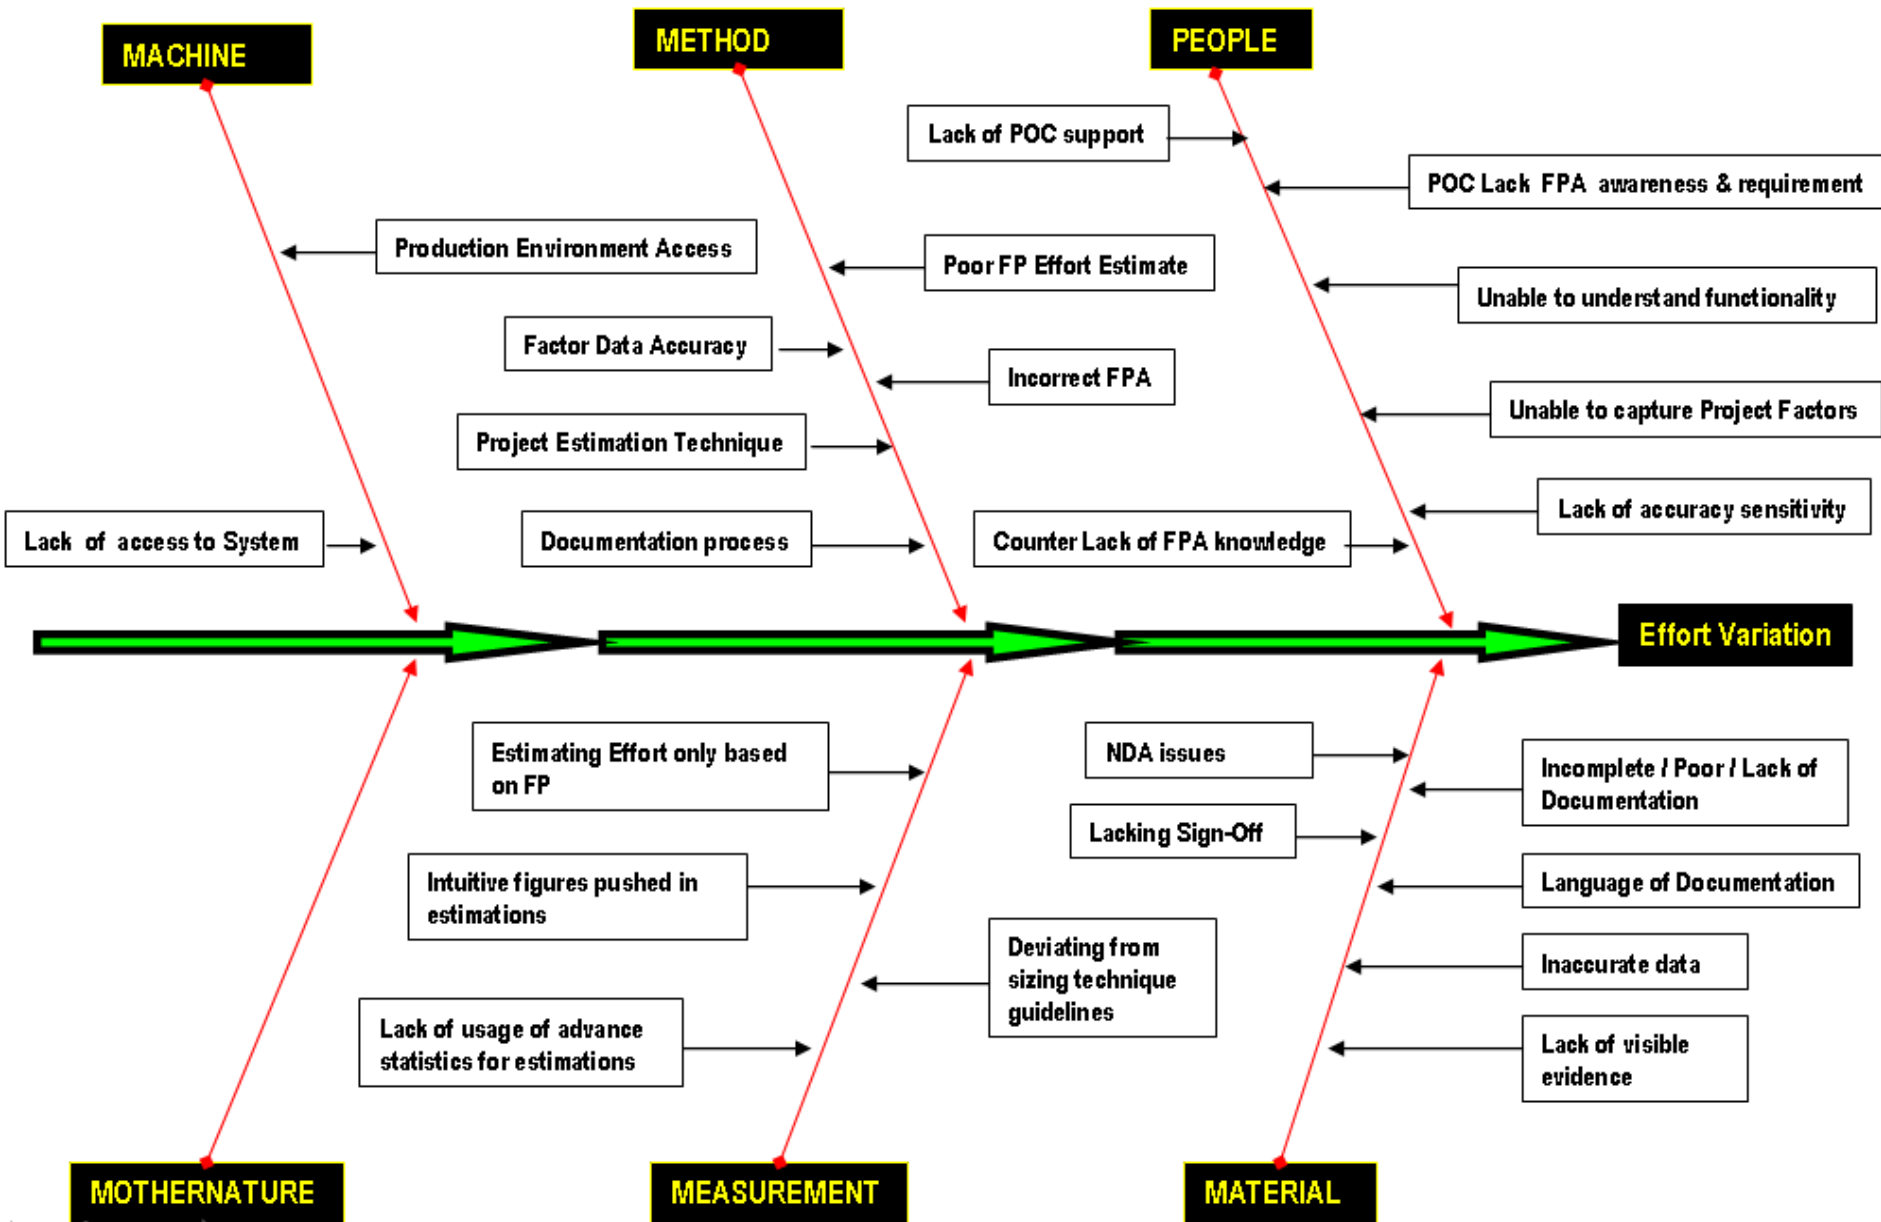 MACHINE
METHOD
PEOPLE
Lack of POC support
POC Lack FPA awareness & requirement
Production Environment Access
Poor FP Effort Estimate
Unable to understand functionality
Factor Data Accuracy
Incorrect FPA
Unable to capture Project Factors
Project Estimation Technique
Lack of accuracy sensitivity
Lack of access to System
Documentation process
Counter Lack of FPA knowledge
Effort Variation
Estimating Effort only based
on FP
NDA issues
Incomplete / Poor / Lack of
Documentation
Lacking Sign-Off
Intuitive figures pushed in
estimations
Language of Documentation
Deviating from
sizing technique
guidelines
Inaccurate data
Lack of usage of advance
statistics for estimations
Lack of visible
evidence
MOTHERNATURE
MEASUREMENT
MATERIAL